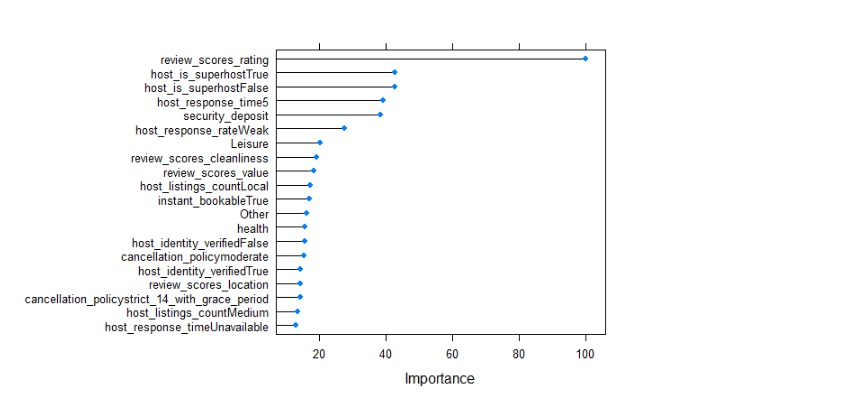 review_scores_rating
host_is_superhostTrue
host_is_superhostFalse
host_response_time5
security_deposit
host_response_rateWeak
Leisure
review_scores_cleanliness
review_scores_value
host_listings_countLocal
instant_bookableTrue
Other
health
host_identity_verifiedFalse
cancellation_policymoderate
host_identity_verifiedTrue
review_scores_location
cancellation_policystrict_14_with_grace_period
host_listings_countMedium
host_response_timeUnavailable
20 40 60 80 100
Importance